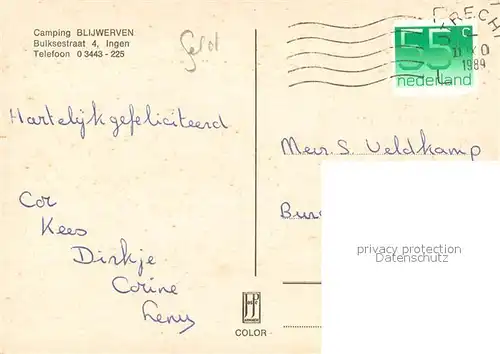 Camping BLIJWERVEN
Buiksestraat 4, Ingen
Telefoon 0 3443 - 225
55c
nederland
1989
Hartelijk gefeliciteerd
Cor
Kees
Dirkje
Corine
Leny
Mevr. S. Veldkamp
privacy protection
Datenschutz
COLOR